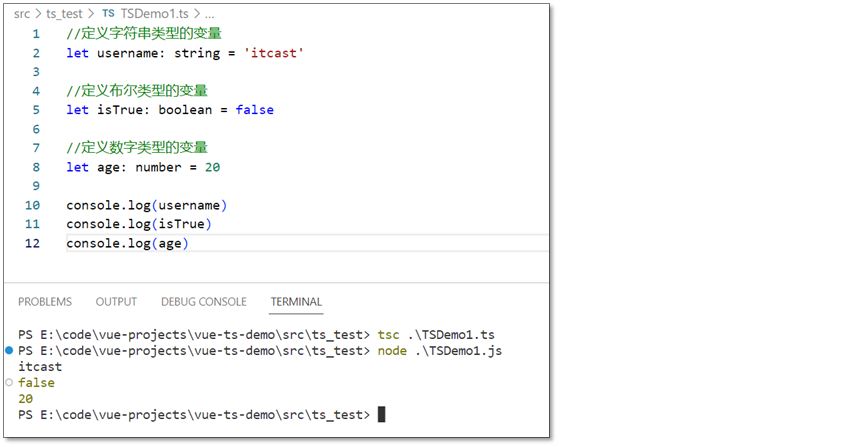 src > ts_test > TS TSDemo1.ts > ...
1 //定义字符串类型的变量
2 let username: string = 'itcast'
3
4 //定义布尔类型的变量
5 let isTrue: boolean = false
6
7 //定义数字类型的变量
8 let age: number = 20
9
10 console.log(username)
11 console.log(isTrue)
12 console.log(age)
PROBLEMS OUTPUT DEBUG CONSOLE TERMINAL
PS E:\code\vue-projects\vue-ts-demo\src\ts_test> tsc .\TSDemo1.ts
PS E:\code\vue-projects\vue-ts-demo\src\ts_test> node .\TSDemo1.js
itcast
false
20
PS E:\code\vue-projects\vue-ts-demo\src\ts_test>